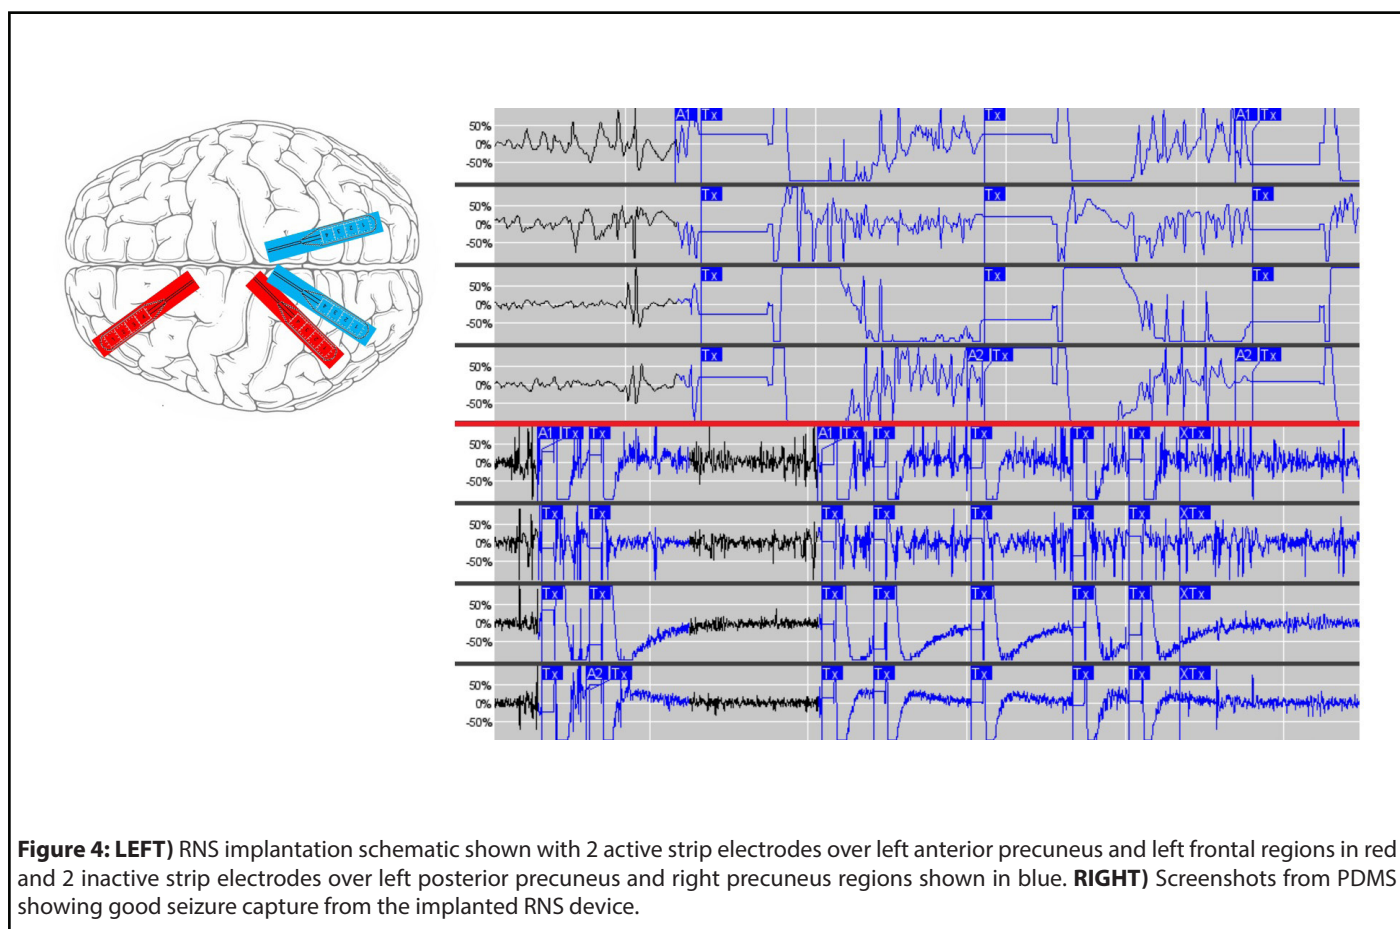 A1 Tx Tx A1 Tx
50%
0%
-50%
Tx Tx Tx
50%
0%
-50%
Tx Tx Tx
50%
0%
-50%
Tx A2 Tx A2 Tx
50%
0%
-50%
A1 Tx Tx A1 Tx Tx Tx Tx Tx XTx
50%
0%
-50%
Tx Tx Tx Tx Tx Tx Tx XTx
50%
0%
-50%
Tx Tx Tx Tx Tx Tx Tx XTx
50%
0%
-50%
Tx A2 Tx Tx Tx Tx Tx Tx XTx
50%
0%
-50%
Figure 4: LEFT) RNS implantation schematic shown with 2 active strip electrodes over left anterior precuneus and left frontal regions in red
and 2 inactive strip electrodes over left posterior precuneus and right precuneus regions shown in blue. RIGHT) Screenshots from PDMS
showing good seizure capture from the implanted RNS device.